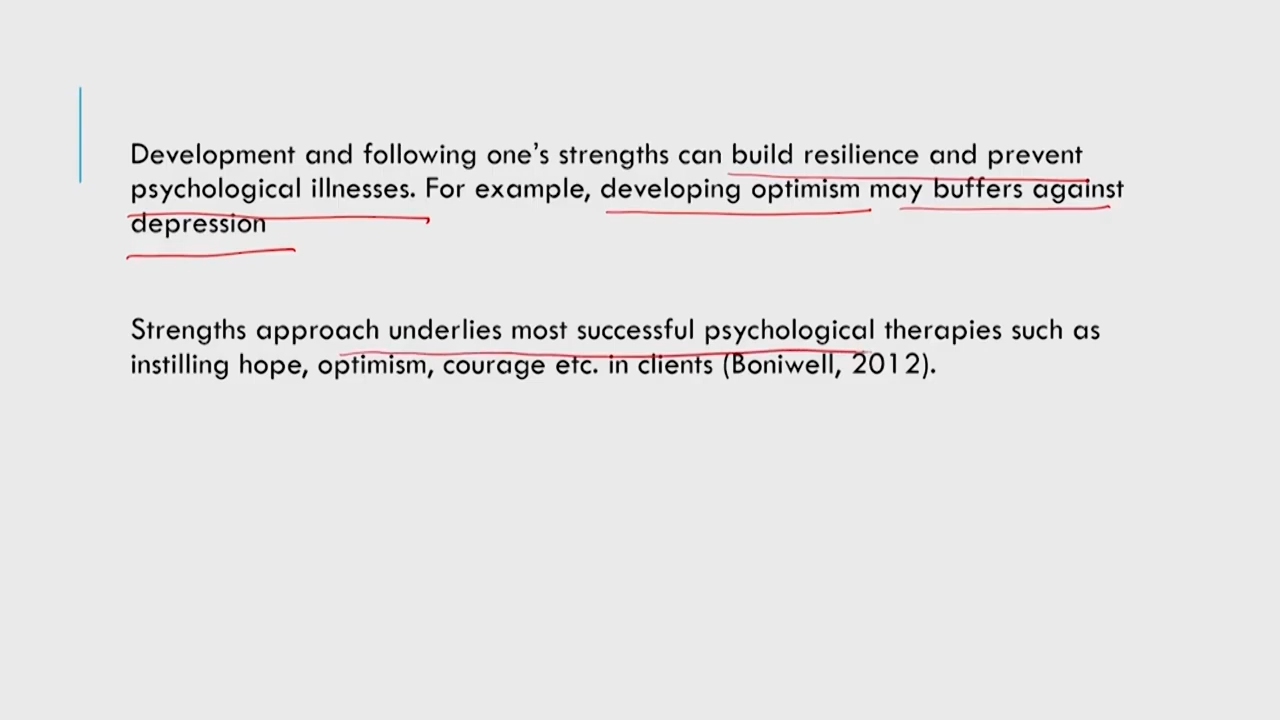 Development and following one’s strengths can build resilience and prevent
psychological illnesses. For example, developing optimism may buffers against
depression
Strengths approach underlies most successful psychological therapies such as
instilling hope, optimism, courage etc. in clients (Boniwell, 2012).